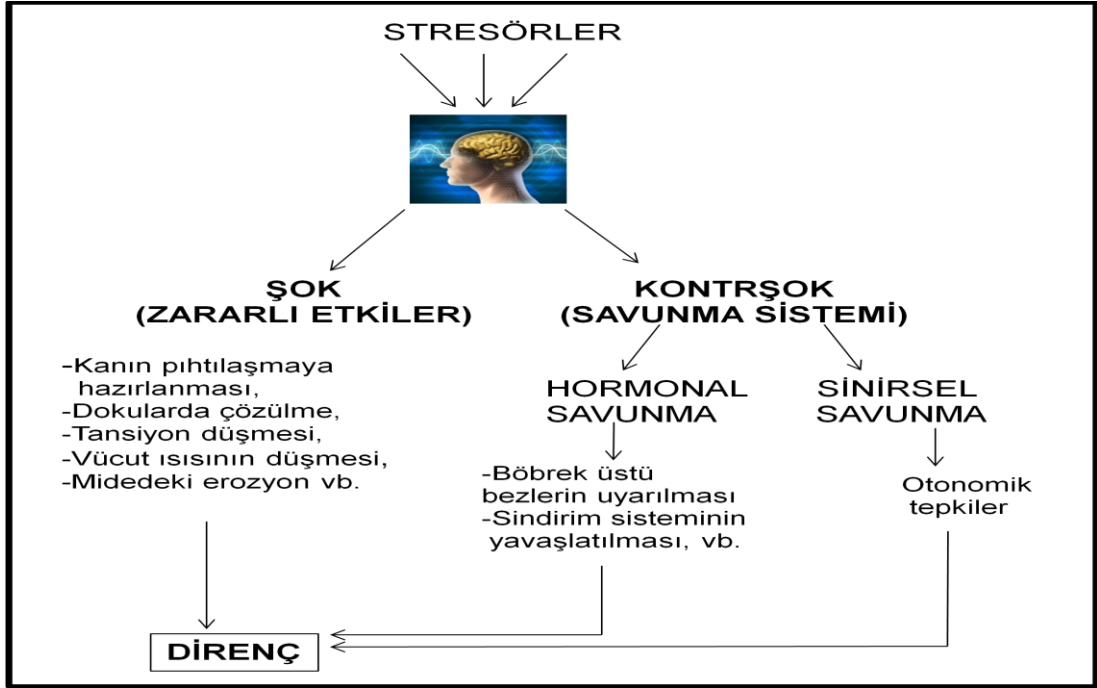 STRESÖRLER
ŞOK
(ZARARLI ETKİLER)
-Kanın pıhtılaşmaya
hazırlanması,
-Dokularda çözülme,
-Tansiyon düşmesi,
-Vücut ısısının düşmesi,
-Midedeki erozyon vb.
KONTRŞOK
(SAVUNMA SİSTEMİ)
HORMONAL
SAVUNMA
-Böbrek üstü
bezlerin uyarılması
-Sindirim sisteminin
yavaşlatılması, vb.
SİNİRSEL
SAVUNMA
Otonomik
tepkiler
DİRENÇ